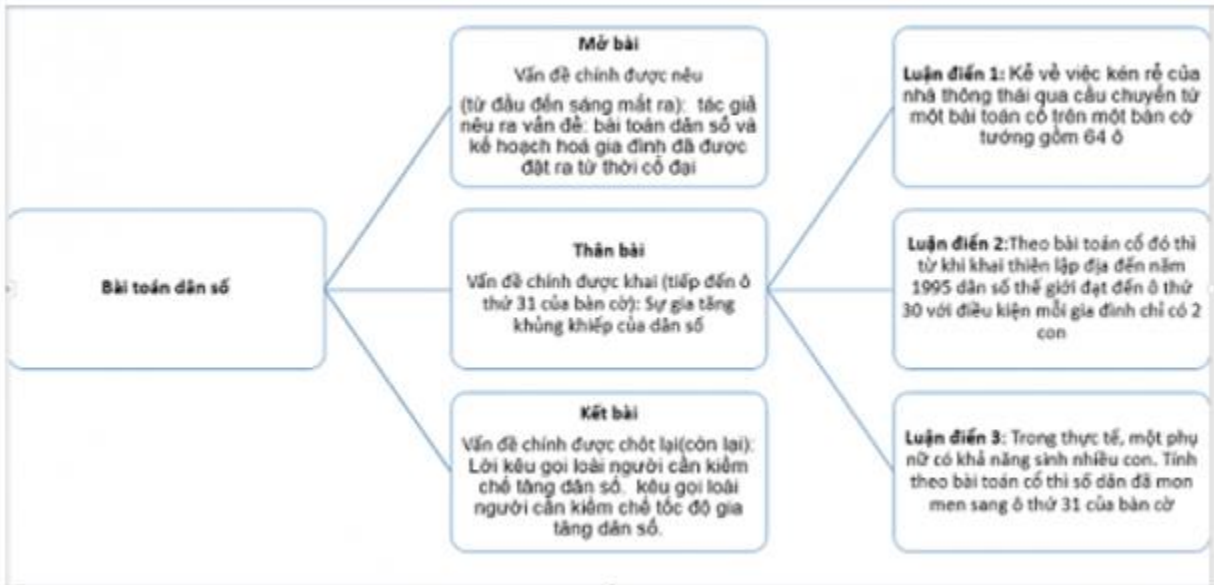 Bài toán dân số
Mở bài
Vấn đề chính được nêu
(từ đầu đến sáng mắt ra): tác giả
nêu ra vấn đề: bài toán dân số và
kế hoạch hoá gia đình đã được
đặt ra từ thời cổ đại
Thân bài
Vấn đề chính được khai (tiếp đến ô
thứ 31 của bàn cờ): Sự gia tăng
khủng khiếp của dân số
Kết bài
Vấn đề chính được chốt lại(còn lại):
Lời kêu gọi loài người cần kiềm
chế tăng dân số. kêu gọi loài
người cần kiềm chế tốc độ gia
tăng dân số.
Luận điển 1: Kể về việc kén rể của
nhà thông thái qua câu chuyện từ
một bài toán cổ trên một bàn cờ
tướng gồm 64 ô
Luận điển 2:Theo bài toán cổ đó thì
từ khi khai thiên lập địa đến năm
1995 dân số thế giới đạt đến ô thứ
30 với điều kiện mỗi gia đình chỉ có 2
con
Luận điển 3: Trong thực tế, một phụ
nữ có khả năng sinh nhiều con. Tính
theo bài toán cổ thì số dân đã mon
men sang ô thứ 31 của bàn cờ